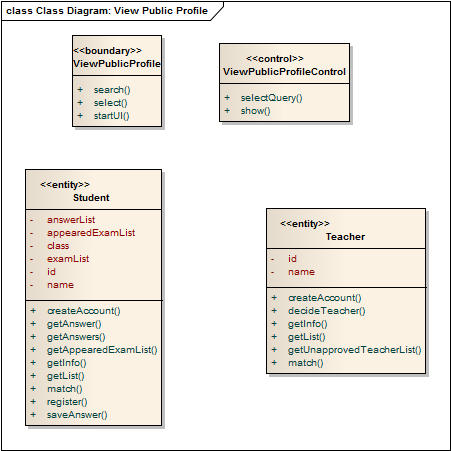 class Class Diagram: View Public Profile
<<boundary>>
ViewPublicProfile
+ search()
+ select()
+ startUI()
<<control>>
ViewPublicProfileControl
+ selectQuery()
+ show()
<<entity>>
Student
- answerList
- appearedExamList
- class
- examList
- id
- name
+ createAccount()
+ getAnswer()
+ getAnswers()
+ getAppearedExamList()
+ getInfo()
+ getList()
+ match()
+ register()
+ saveAnswer()
<<entity>>
Teacher
- id
- name
+ createAccount()
+ decideTeacher()
+ getInfo()
+ getList()
+ getUnapprovedTeacherList()
+ match()